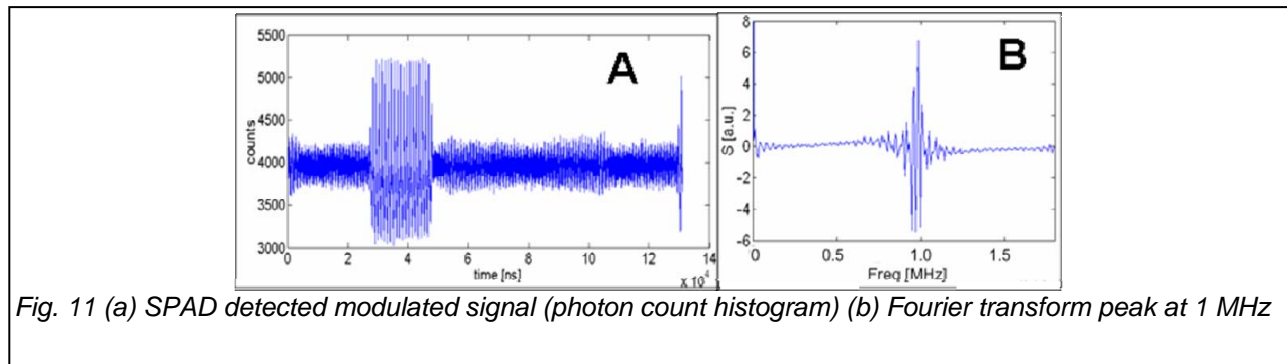 A
5500
5000
4500
4000
3500
3000
counts
0 2 4 6 8 10 12 14
time [ns]
x 10^4
B
8
6
4
2
0
-2
-4
-6
S [a.u.]
0 0.5 1.0 1.5
Freq [MHz]
Fig. 11 (a) SPAD detected modulated signal (photon count histogram) (b) Fourier transform peak at 1 MHz